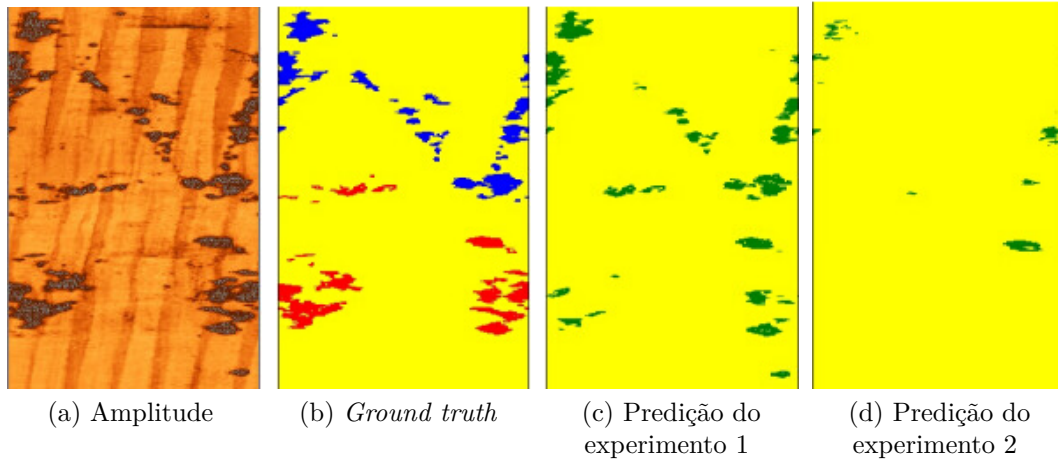 (a) Amplitude
(b) Ground truth
(c) Predição do
experimento 1
(d) Predição do
experimento 2